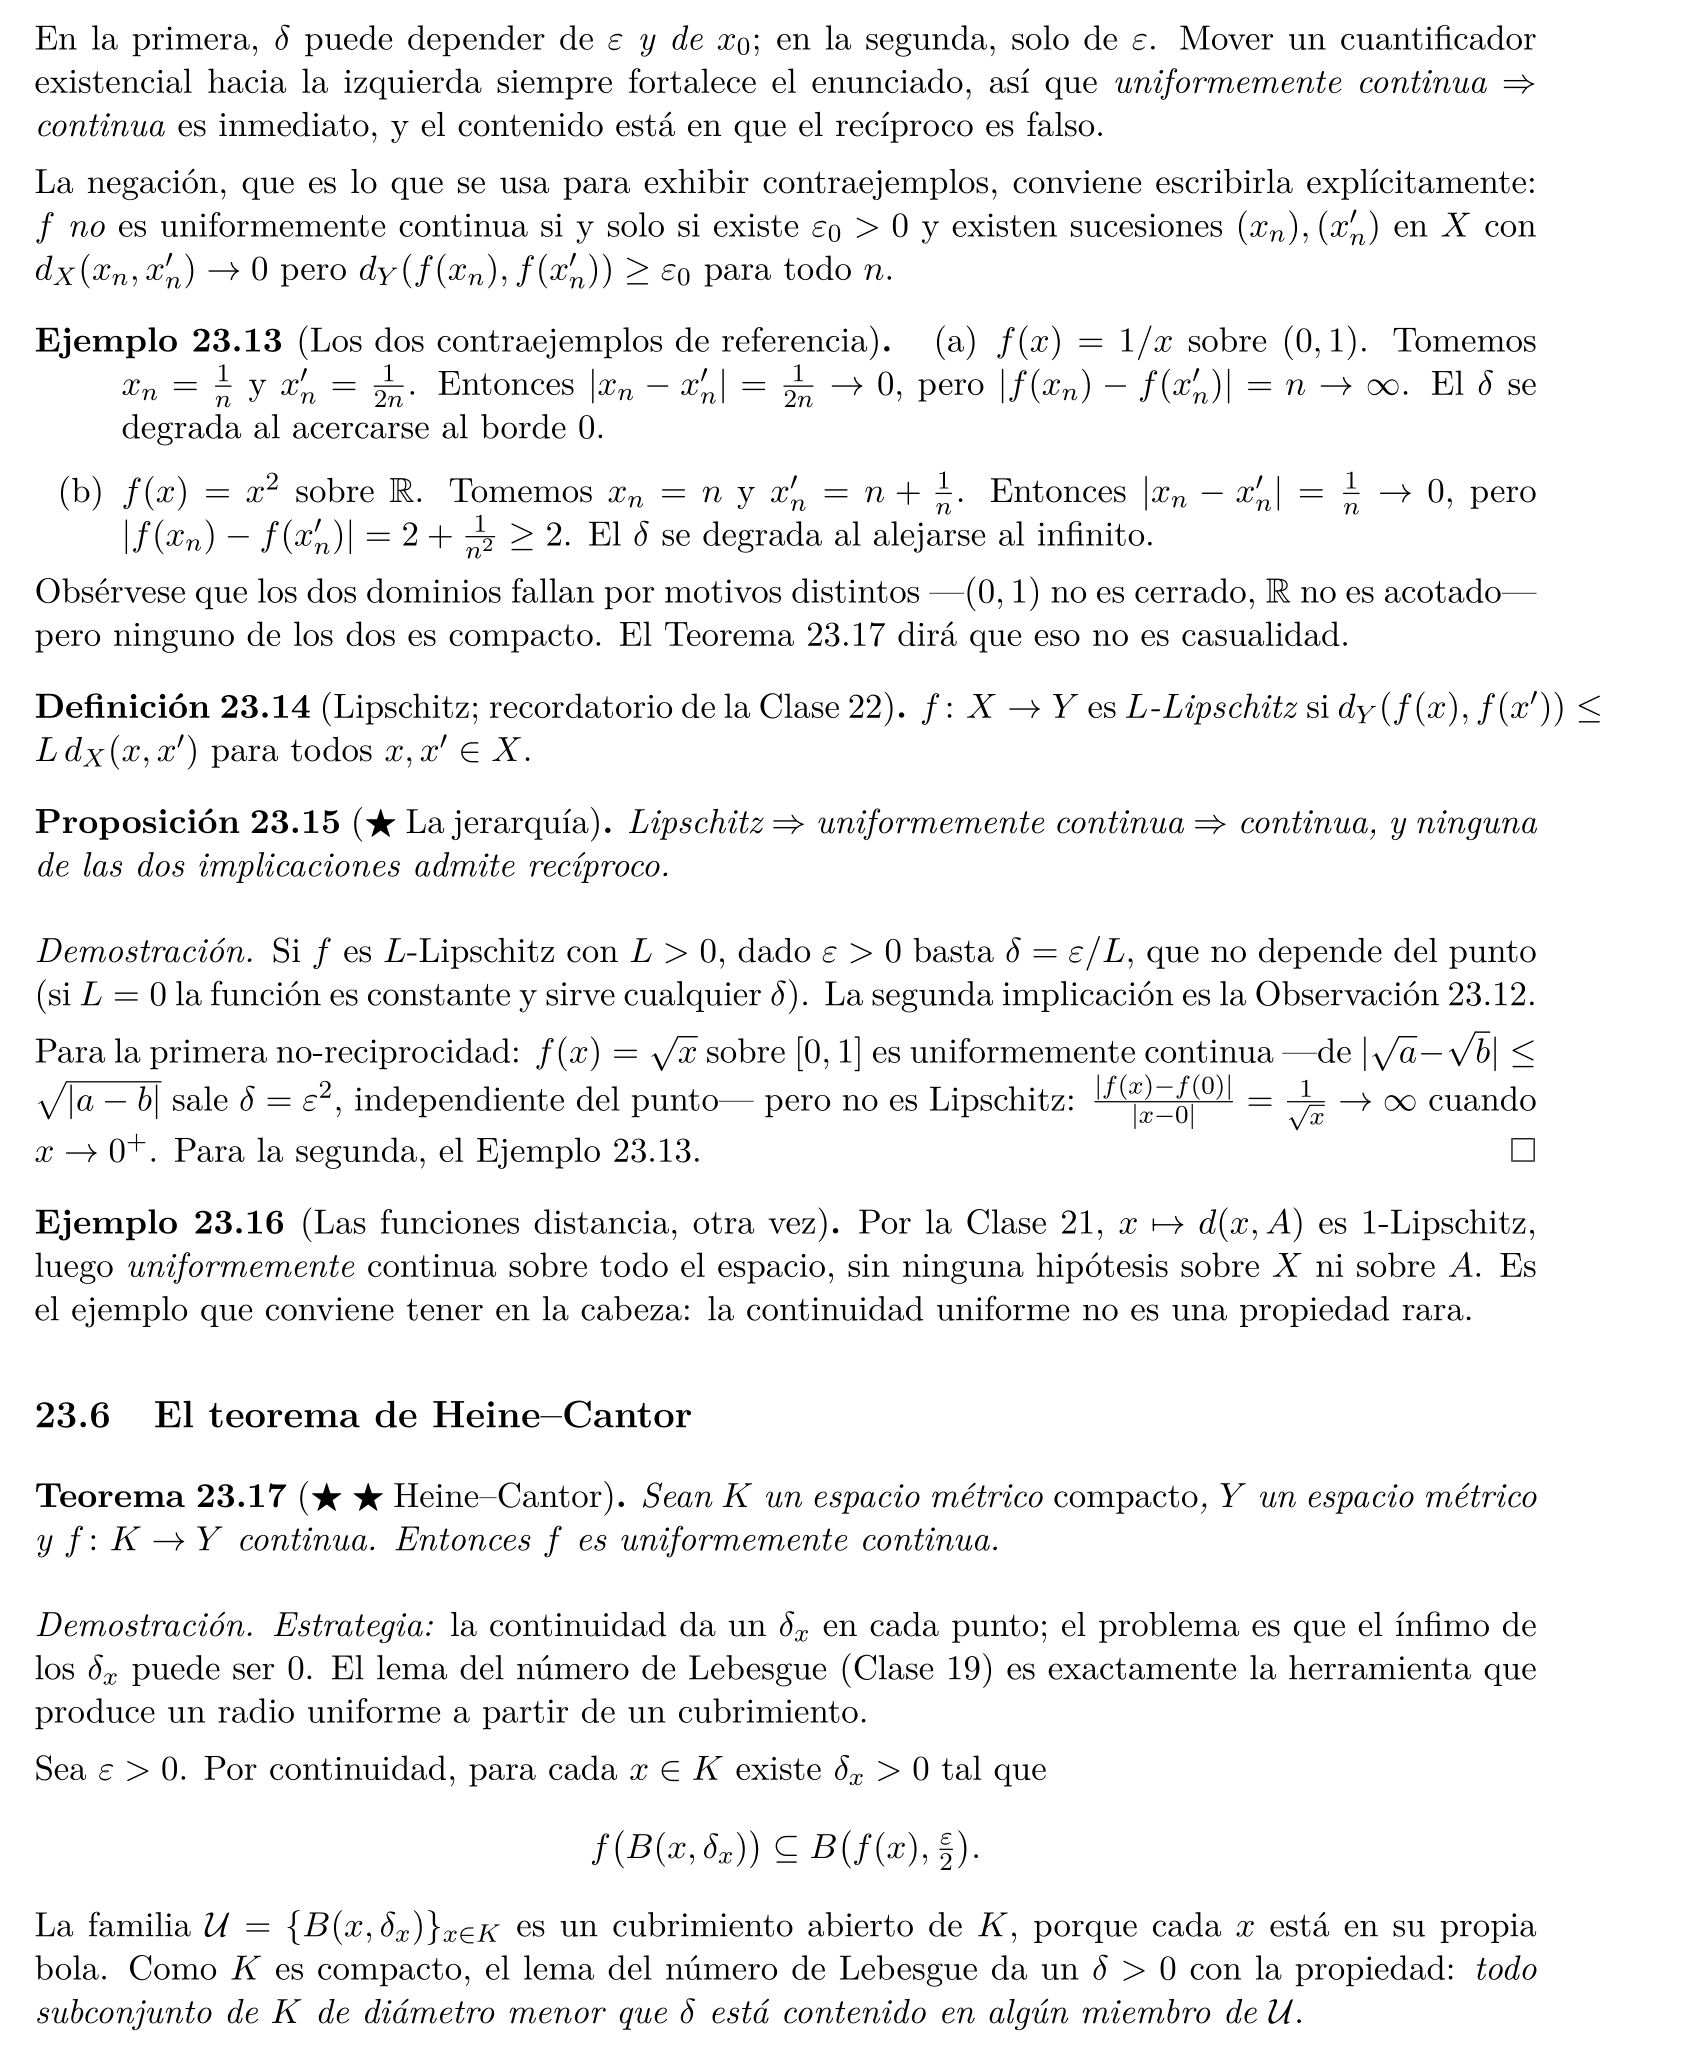 En la primera, δ puede depender de ε y de x₀; en la segunda, solo de ε. Mover un cuantificador
existencial hacia la izquierda siempre fortalece el enunciado, así que uniformemente continua ⇒
continua es inmediato, y el contenido está en que el recíproco es falso.
La negación, que es lo que se usa para exhibir contraejemplos, conviene escribirla explícitamente:
f no es uniformemente continua si y solo si existe ε₀ > 0 y existen sucesiones (xₙ), (x′ₙ) en X con
d_X(xₙ, x′ₙ) → 0 pero d_Y(f(xₙ), f(x′ₙ)) ≥ ε₀ para todo n.
Ejemplo 23.13 (Los dos contraejemplos de referencia). (a) f(x) = 1/x sobre (0, 1). Tomemos
xₙ = 1/n y x′ₙ = 1/2n. Entonces |xₙ − x′ₙ| = 1/2n → 0, pero |f(xₙ) − f(x′ₙ)| = n → ∞. El δ se
degrada al acercarse al borde 0.
(b) f(x) = x² sobre ℝ. Tomemos xₙ = n y x′ₙ = n + 1/n. Entonces |xₙ − x′ₙ| = 1/n → 0, pero
|f(xₙ) − f(x′ₙ)| = 2 + 1/n² ≥ 2. El δ se degrada al alejarse al infinito.
Obsérvese que los dos dominios fallan por motivos distintos —(0, 1) no es cerrado, ℝ no es acotado—
pero ninguno de los dos es compacto. El Teorema 23.17 dirá que eso no es casualidad.
Definición 23.14 (Lipschitz; recordatorio de la Clase 22). f : X → Y es L-Lipschitz si d_Y(f(x), f(x′)) ≤
L d_X(x, x′) para todos x, x′ ∈ X.
Proposición 23.15 (★ La jerarquía). Lipschitz ⇒ uniformemente continua ⇒ continua, y ninguna
de las dos implicaciones admite recíproco.
Demostración. Si f es L-Lipschitz con L > 0, dado ε > 0 basta δ = ε/L, que no depende del punto
(si L = 0 la función es constante y sirve cualquier δ). La segunda implicación es la Observación 23.12.
Para la primera no-reciprocidad: f(x) = √x sobre [0, 1] es uniformemente continua —de |√a−√b| ≤
√|a − b| sale δ = ε², independiente del punto— pero no es Lipschitz: |f(x)−f(0)|/|x−0| = 1/√x → ∞ cuando
x → 0⁺. Para la segunda, el Ejemplo 23.13. □
Ejemplo 23.16 (Las funciones distancia, otra vez). Por la Clase 21, x ↦ d(x, A) es 1-Lipschitz,
luego uniformemente continua sobre todo el espacio, sin ninguna hipótesis sobre X ni sobre A. Es
el ejemplo que conviene tener en la cabeza: la continuidad uniforme no es una propiedad rara.
23.6 El teorema de Heine–Cantor
Teorema 23.17 (★ ★ Heine–Cantor). Sean K un espacio métrico compacto, Y un espacio métrico
y f : K → Y continua. Entonces f es uniformemente continua.
Demostración. Estrategia: la continuidad da un δₓ en cada punto; el problema es que el ínfimo de
los δₓ puede ser 0. El lema del número de Lebesgue (Clase 19) es exactamente la herramienta que
produce un radio uniforme a partir de un cubrimiento.
Sea ε > 0. Por continuidad, para cada x ∈ K existe δₓ > 0 tal que
f(B(x, δₓ)) ⊆ B(f(x), ε/2).
La familia 𝒰 = {B(x, δₓ)}_{x∈K} es un cubrimiento abierto de K, porque cada x está en su propia
bola. Como K es compacto, el lema del número de Lebesgue da un δ > 0 con la propiedad: todo
subconjunto de K de diámetro menor que δ está contenido en algún miembro de 𝒰.